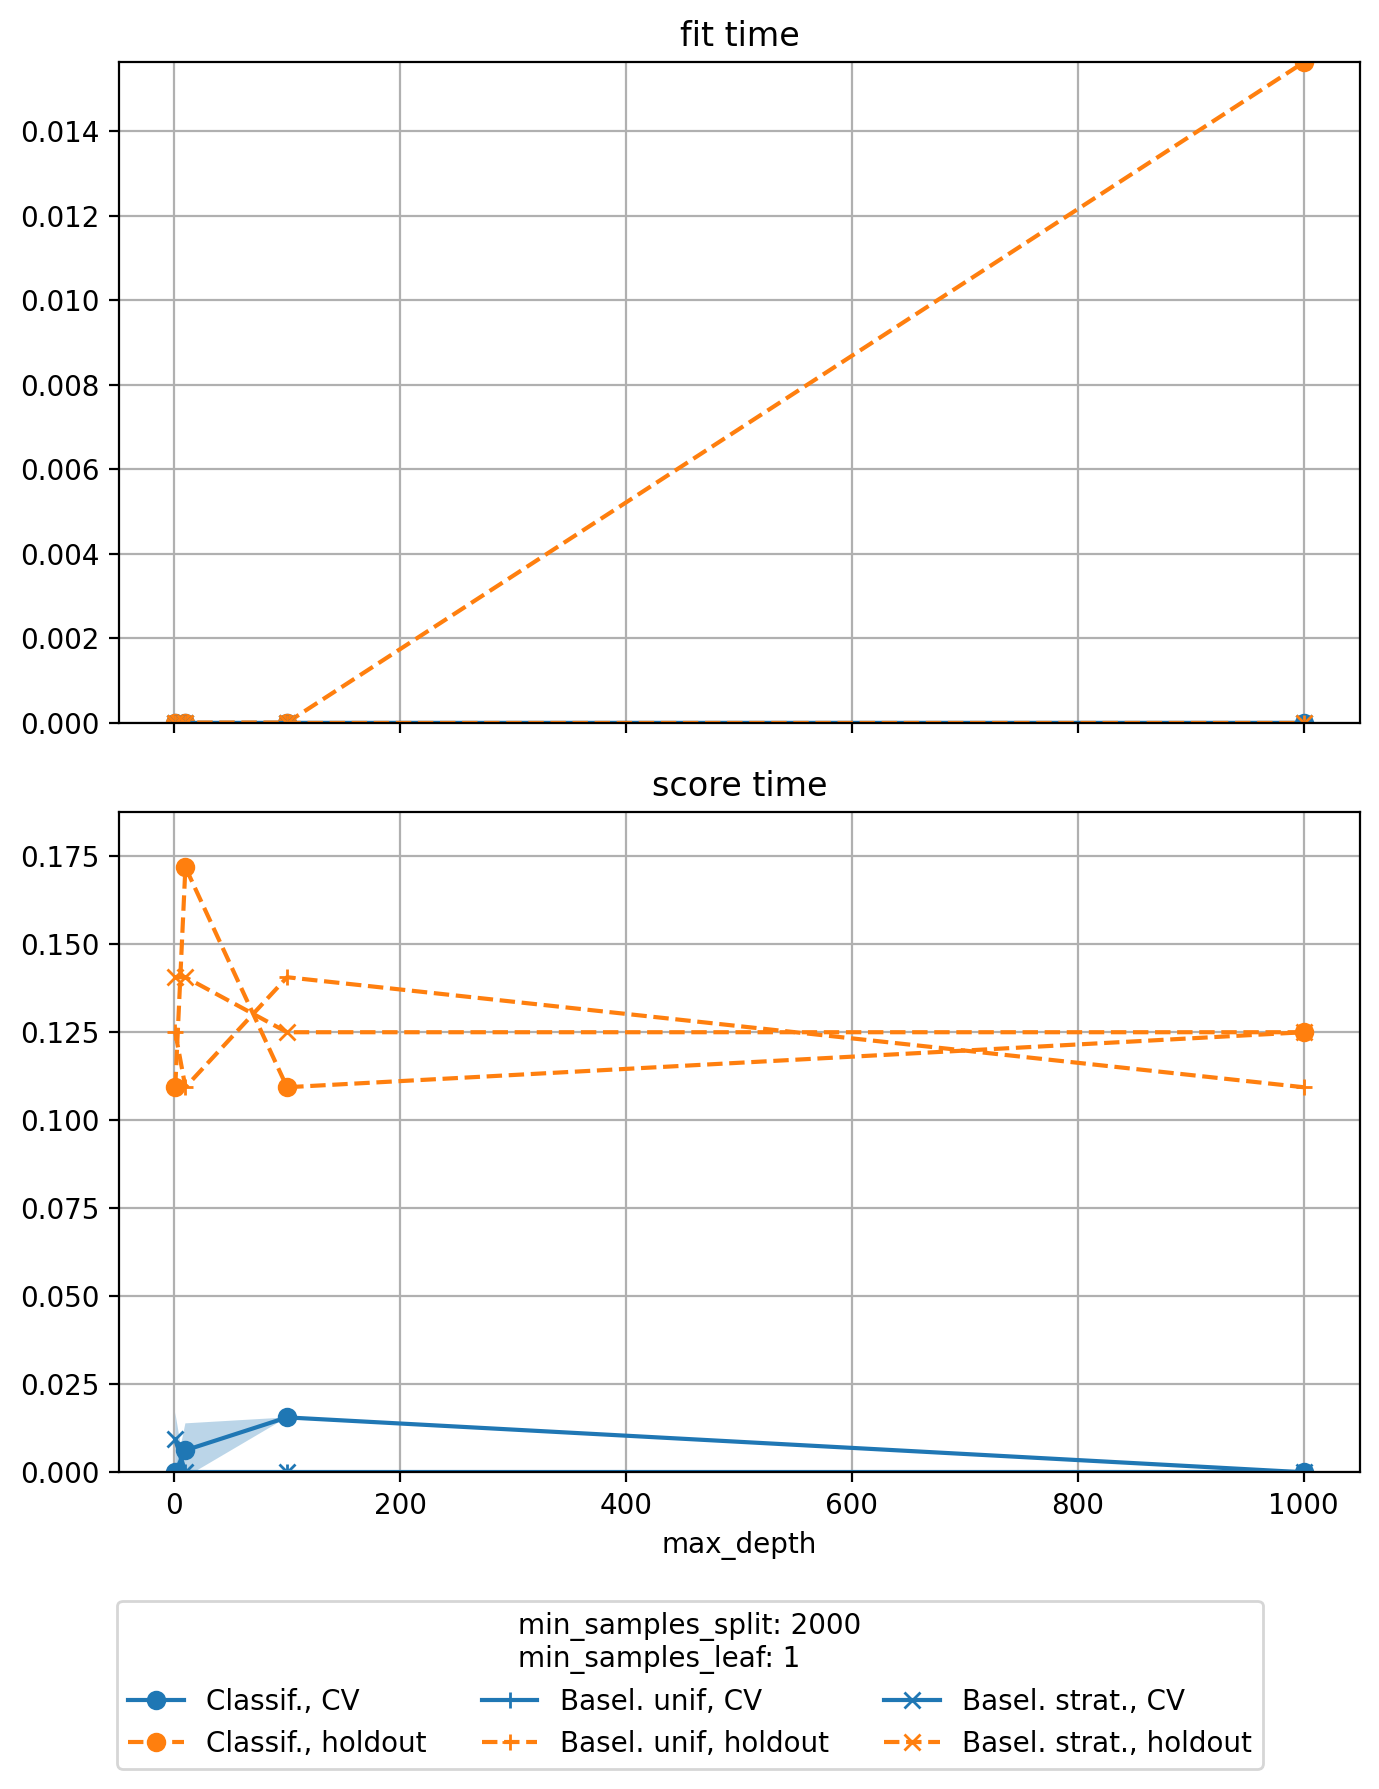 fit time
0.014
0.012
0.010
0.008
0.006
0.004
0.002
0.000
score time
0.175
0.150
0.125
0.100
0.075
0.050
0.025
0.000
0 200 400 600 800 1000
max_depth
min_samples_split: 2000
min_samples_leaf: 1
Classif., CV Basel. unif, CV Basel. strat., CV
Classif., holdout Basel. unif, holdout Basel. strat., holdout